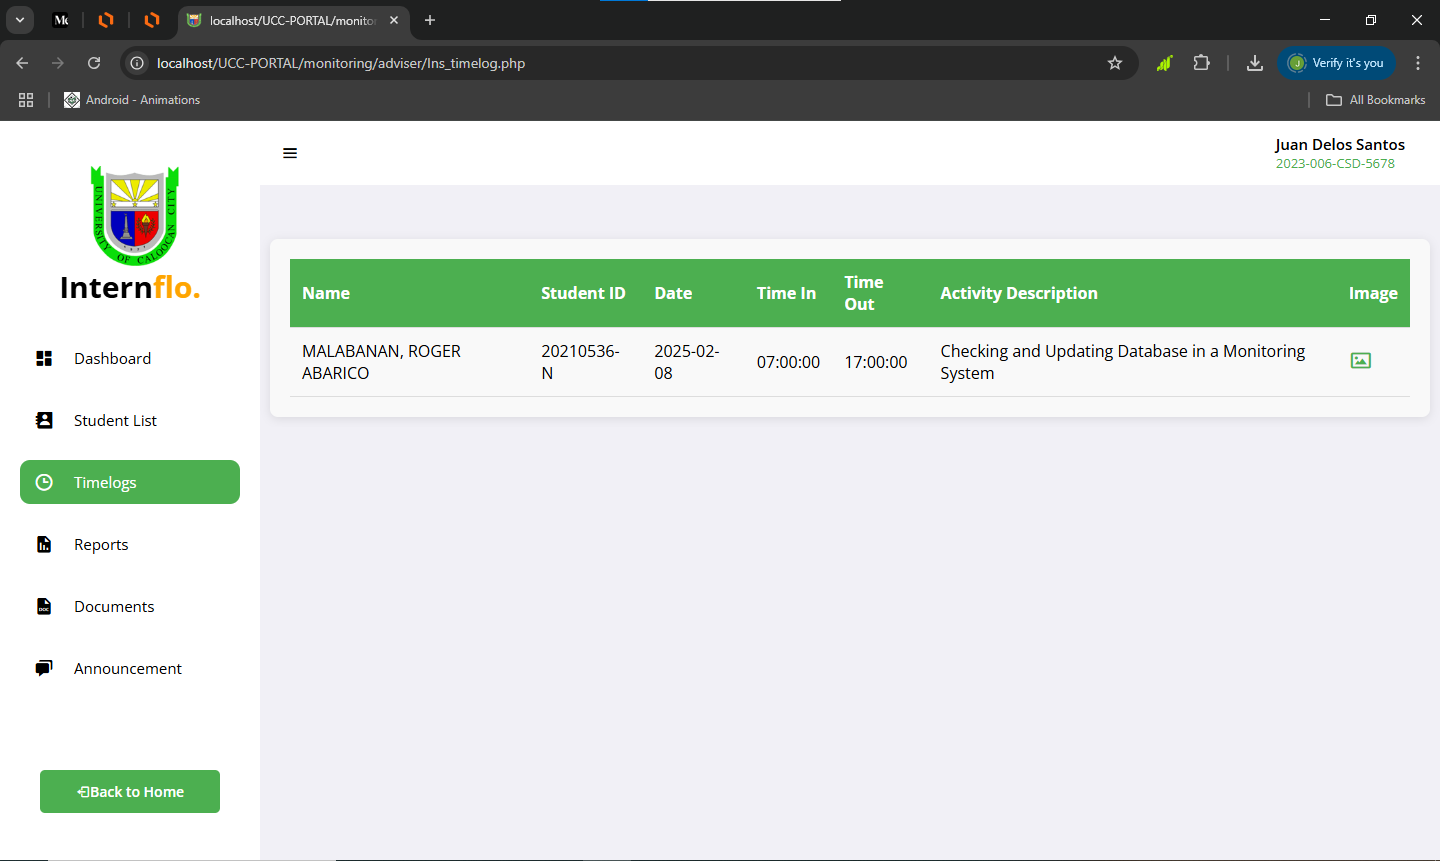 localhost/UCC-PORTAL/monitor
localhost/UCC-PORTAL/monitoring/adviser/Ins_timelog.php
J
Verify it's you
Android - Animations
All Bookmarks
UNIVERSITY OF CALOOCAN CITY
Internflo.
Juan Delos Santos
2023-006-CSD-5678
Dashboard
Student List
Timelogs
Reports
Documents
Announcement
Back to Home
Name Student ID Date Time In Time Out Activity Description Image
MALABANAN, ROGER ABARICO 20210536-N 2025-02-08 07:00:00 17:00:00 Checking and Updating Database in a Monitoring System